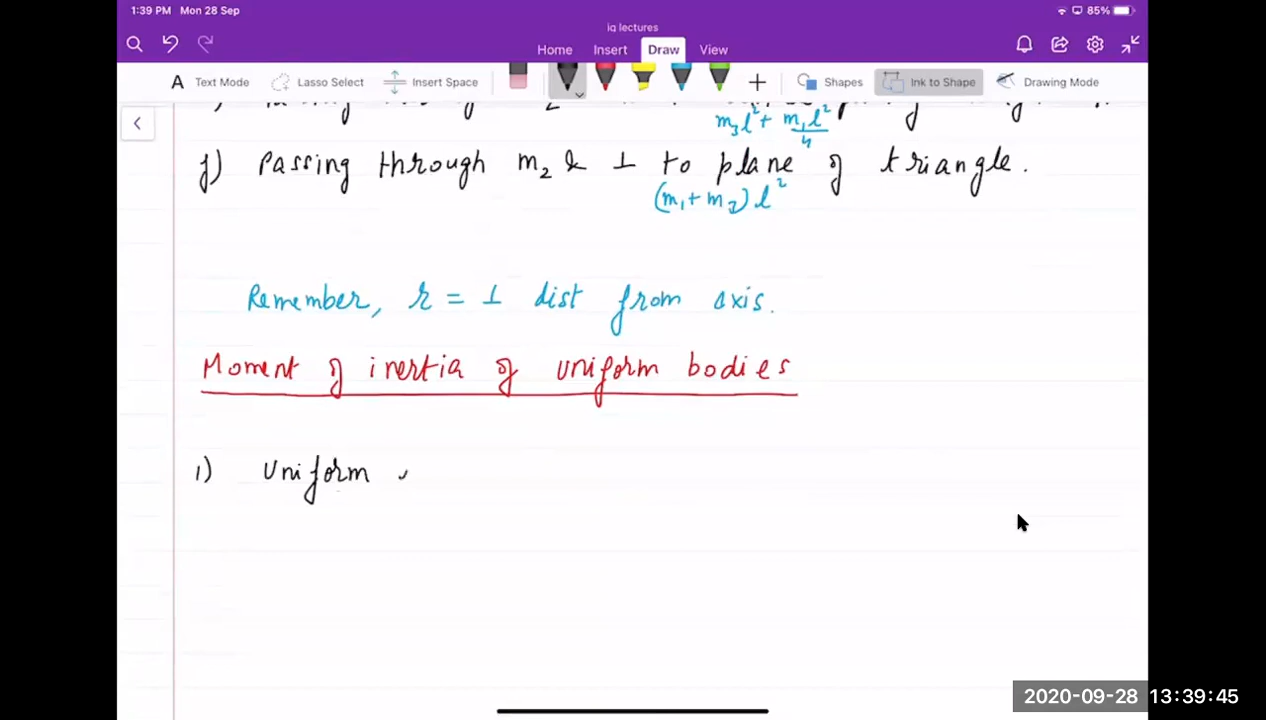 1:39 PM Mon 28 Sep
85%
iq lectures
Home Insert Draw View
A Text Mode Lasso Select Insert Space Shapes Ink to Shape Drawing Mode
m₃l² + m₁l²/4
f) Passing through m₂ & ⊥ to plane of triangle.
(m₁ + m₃) l²
Remember, r = ⊥ dist from axis.
Moment of inertia of uniform bodies
1) Uniform
2020-09-28 13:39:45